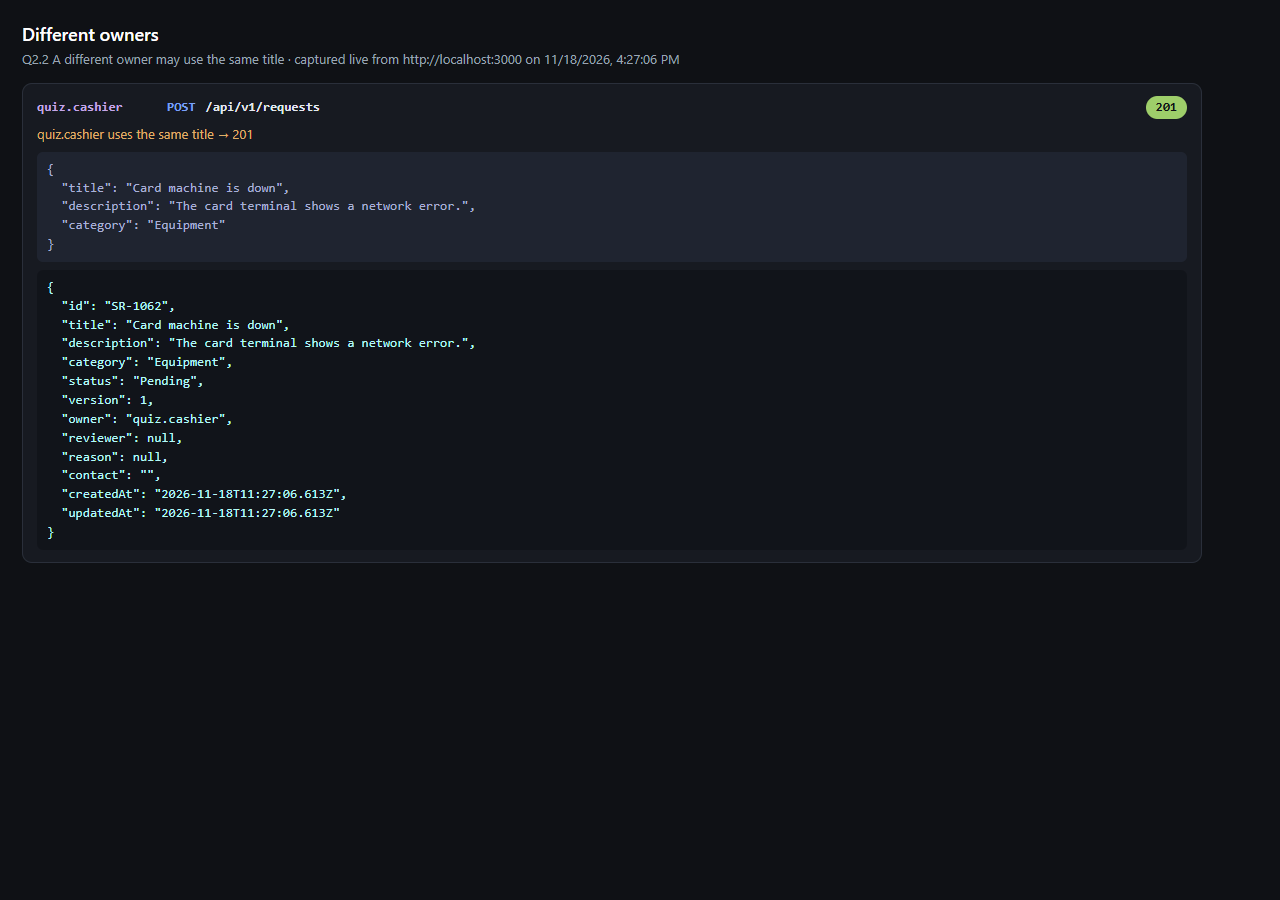 Different owners
Q2.2 A different owner may use the same title · captured live from http://localhost:3000 on 11/18/2026, 4:27:06 PM
quiz.cashier POST /api/v1/requests 201
quiz.cashier uses the same title → 201
{
  "title": "Card machine is down",
  "description": "The card terminal shows a network error.",
  "category": "Equipment"
}
{
  "id": "SR-1062",
  "title": "Card machine is down",
  "description": "The card terminal shows a network error.",
  "category": "Equipment",
  "status": "Pending",
  "version": 1,
  "owner": "quiz.cashier",
  "reviewer": null,
  "reason": null,
  "contact": "",
  "createdAt": "2026-11-18T11:27:06.613Z",
  "updatedAt": "2026-11-18T11:27:06.613Z"
}